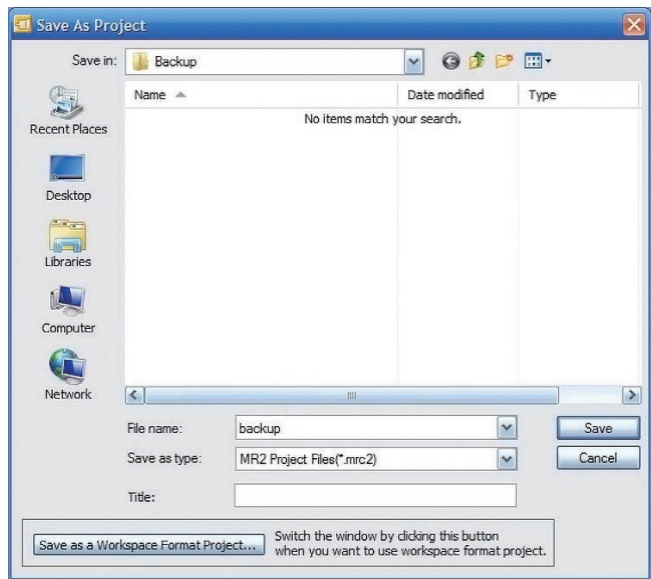 Save As Project
Save in: Backup
Name Date modified Type
No items match your search.
Recent Places
Desktop
Libraries
Computer
Network
File name: backup Save
Save as type: MR2 Project Files(*.mrc2) Cancel
Title:
Save as a Workspace Format Project... Switch the window by clicking this button
when you want to use workspace format project.